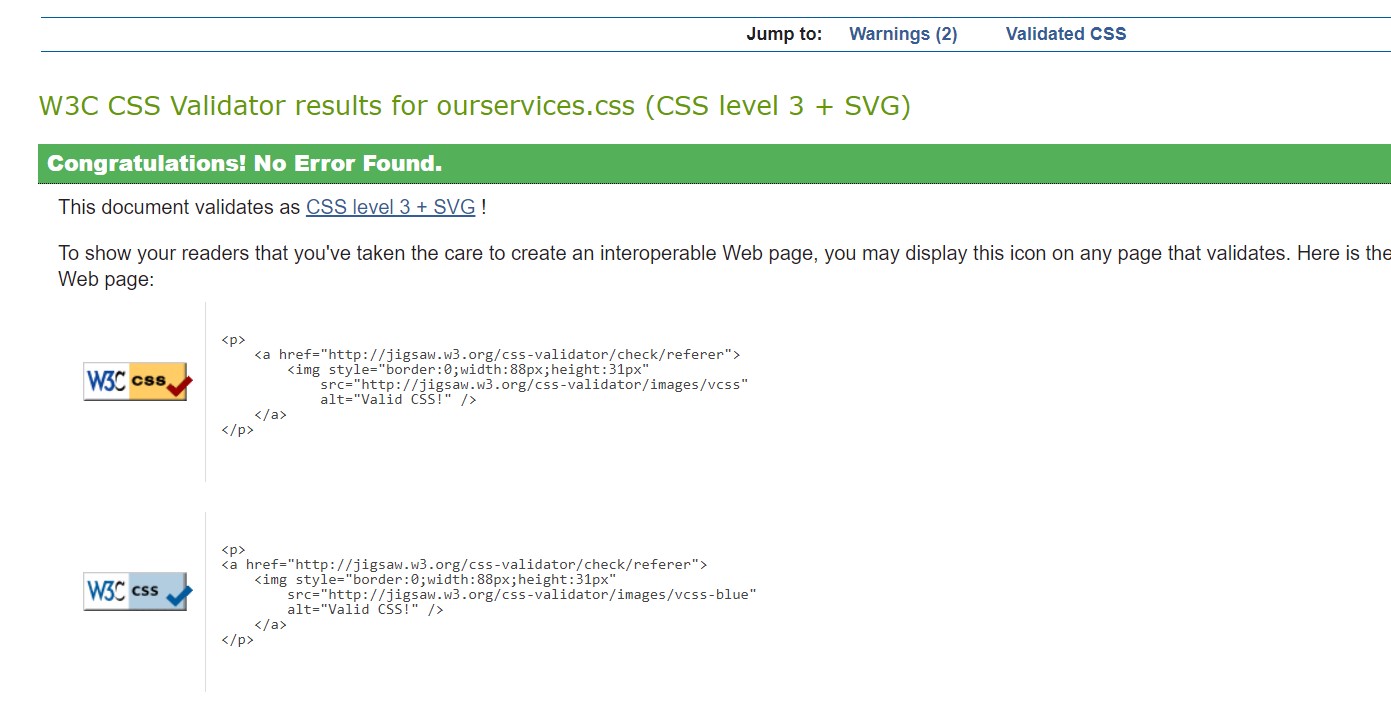 Jump to: Warnings (2) Validated CSS
W3C CSS Validator results for ourservices.css (CSS level 3 + SVG)
Congratulations! No Error Found.
This document validates as CSS level 3 + SVG !
To show your readers that you've taken the care to create an interoperable Web page, you may display this icon on any page that validates. Here is the
Web page:
<p>
<a href="http://jigsaw.w3.org/css-validator/check/referer">
<img style="border:0;width:88px;height:31px"
W3C css
src="http://jigsaw.w3.org/css-validator/images/vcss"
alt="Valid CSS!" />
</a>
</p>
<p>
<a href="http://jigsaw.w3.org/css-validator/check/referer">
<img style="border:0;width:88px;height:31px"
W3C css
src="http://jigsaw.w3.org/css-validator/images/vcss-blue"
alt="Valid CSS!" />
</a>
</p>